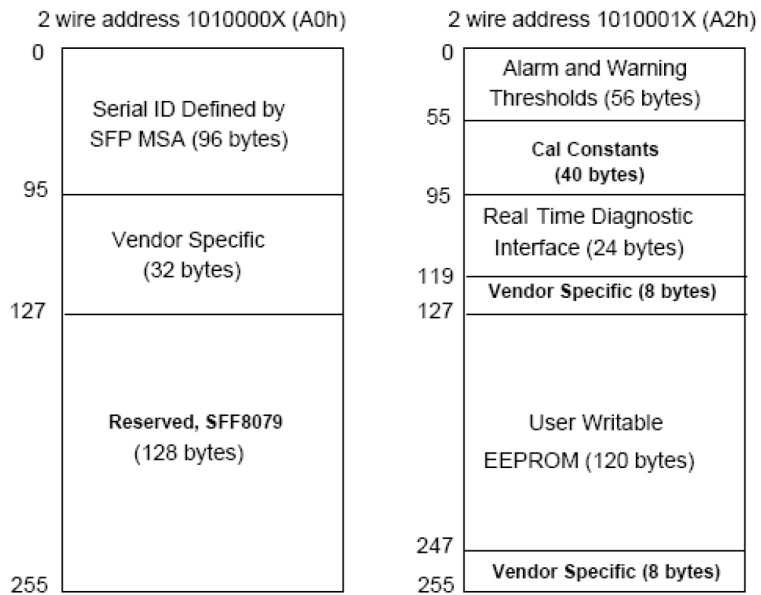 2 wire address 1010000X (A0h)
0
Serial ID Defined by
SFP MSA (96 bytes)
95
Vendor Specific
(32 bytes)
127
Reserved, SFF8079
(128 bytes)
255
2 wire address 1010001X (A2h)
0
Alarm and Warning
Thresholds (56 bytes)
55
Cal Constants
(40 bytes)
95
Real Time Diagnostic
Interface (24 bytes)
119
Vendor Specific (8 bytes)
127
User Writable
EEPROM (120 bytes)
247
Vendor Specific (8 bytes)
255